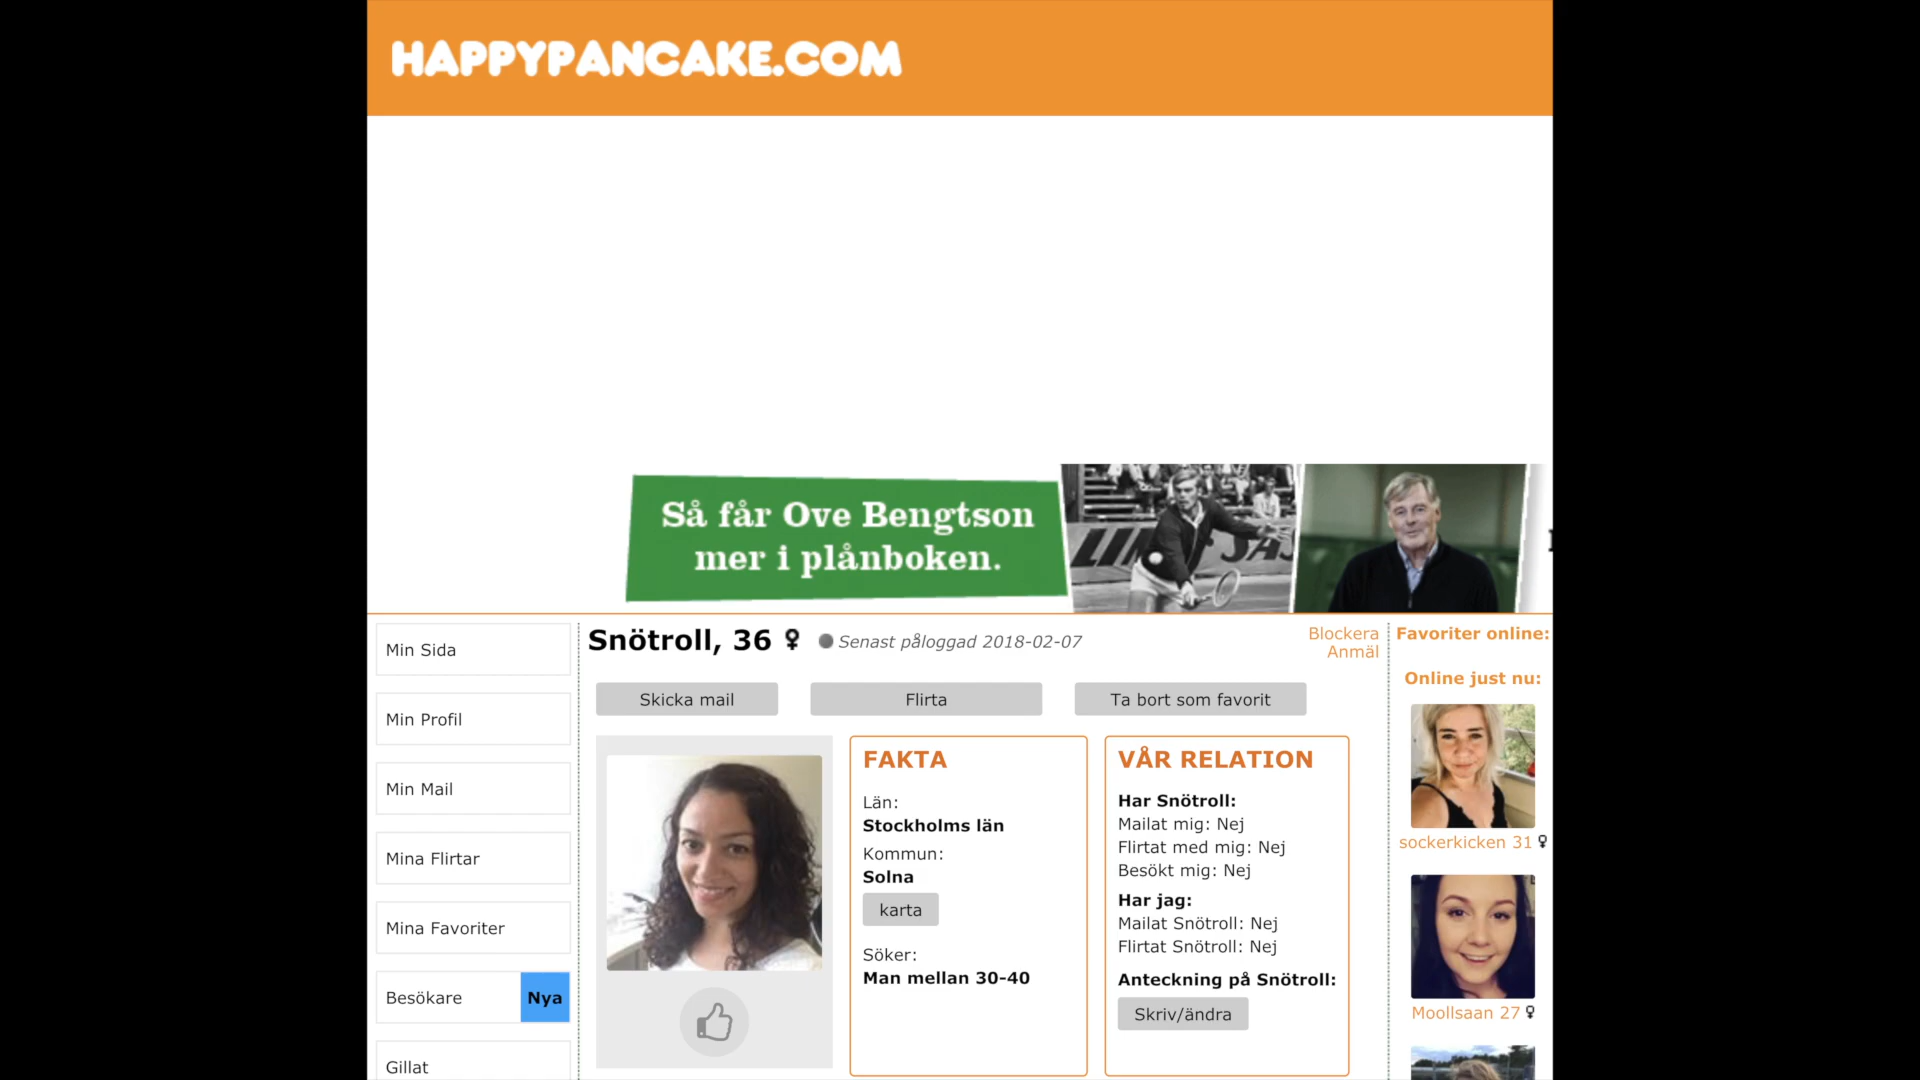 HAPPYPANCAKE.COM
Så får Ove Bengtson
mer i plånboken.
Min Sida
Min Profil
Min Mail
Mina Flirtar
Mina Favoriter
Besökare Nya
Gillat
Snötroll, 36 ♀ Senast påloggad 2018-02-07
Blockera
Anmäl
Skicka mail
Flirta
Ta bort som favorit
FAKTA
Län:
Stockholms län
Kommun:
Solna
karta
Söker:
Man mellan 30-40
VÅR RELATION
Har Snötroll:
Mailat mig: Nej
Flirtat med mig: Nej
Besökt mig: Nej
Har jag:
Mailat Snötroll: Nej
Flirtat Snötroll: Nej
Anteckning på Snötroll:
Skriv/ändra
Favoriter online:
Online just nu:
sockerkicken 31 ♀
Moollsaan 27 ♀